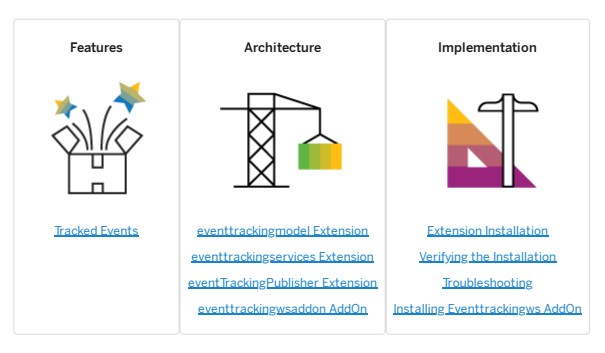 Features
Tracked Events
Architecture
eventtrackingmodel Extension
eventtrackingservices Extension
eventTrackingPublisher Extension
eventtrackingwsaddon AddOn
Implementation
Extension Installation
Verifying the Installation
Troubleshooting
Installing Eventtrackingws AddOn